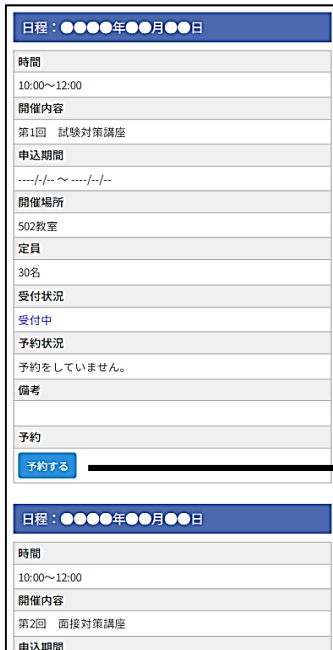 日程：●●●●年●●月●●日
時間
10:00～12:00
開催内容
第1回　試験対策講座
申込期間
----/-/-- ～ ----/--/--
開催場所
502教室
定員
30名
受付状況
受付中
予約状況
予約をしていません。
備考
予約
予約する
日程：●●●●年●●月●●日
時間
10:00～12:00
開催内容
第2回　面接対策講座
申込期間